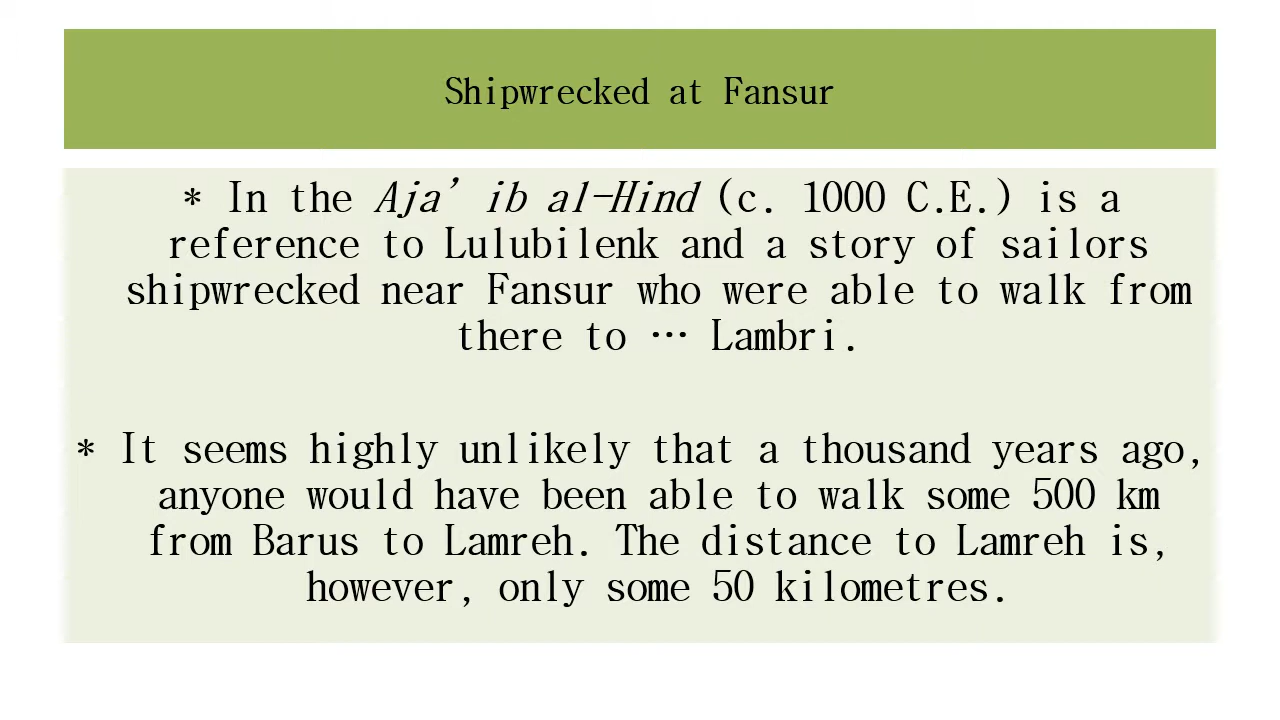 Shipwrecked at Fansur
* In the Aja’ib al-Hind (c. 1000 C.E.) is a
reference to Lulubilenk and a story of sailors
shipwrecked near Fansur who were able to walk from
there to … Lambri.
* It seems highly unlikely that a thousand years ago,
anyone would have been able to walk some 500 km
from Barus to Lamreh. The distance to Lamreh is,
however, only some 50 kilometres.